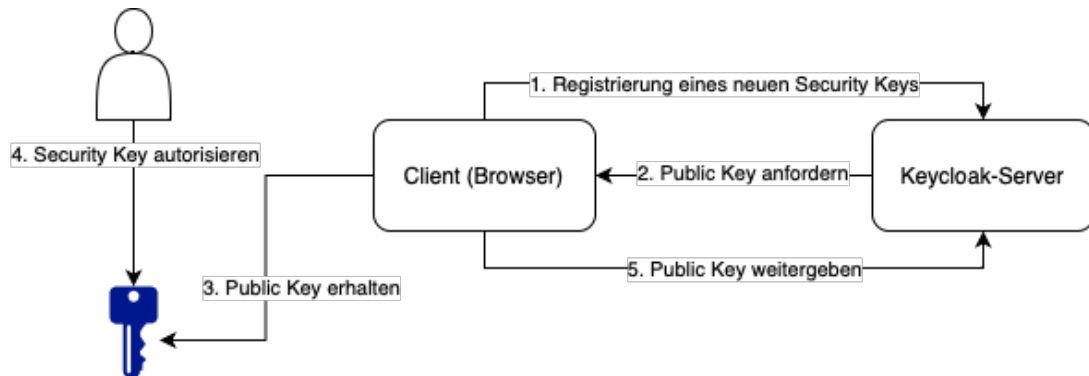 1. Registrierung eines neuen Security Keys
4. Security Key autorisieren
Client (Browser)
2. Public Key anfordern
Keycloak-Server
5. Public Key weitergeben
3. Public Key erhalten